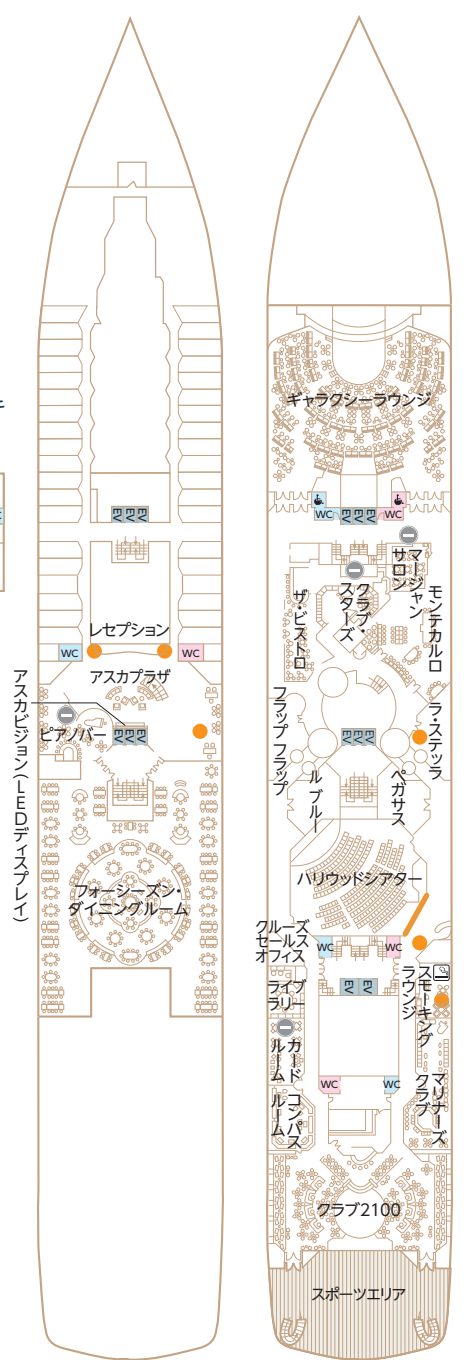 キ
EV EV EV
レセプション
WC
WC
アスカプラザ
アスカビジョン(LEDディスプレイ)
ピアノバー
EV EV EV
フォーシーズン・
ダイニングルーム
ギャラクシーラウンジ
WC
EV EV EV
WC
マージャン
サロン
クラブ・
スターズ
ザ・ビストロ
モンテカルロ
フラップ フラップ
ラ・ステッラ
EV EV EV
ル ブルー
ペガサス
ハリウッドシアター
クルーズ
セールス
オフィス
WC
WC
EV EV
ライブ
ラリー
スモーキング
ラウンジ
カード
ルーム
WC
WC
コンパス
ルーム
マリナーズ
クラブ
クラブ2100
スポーツエリア